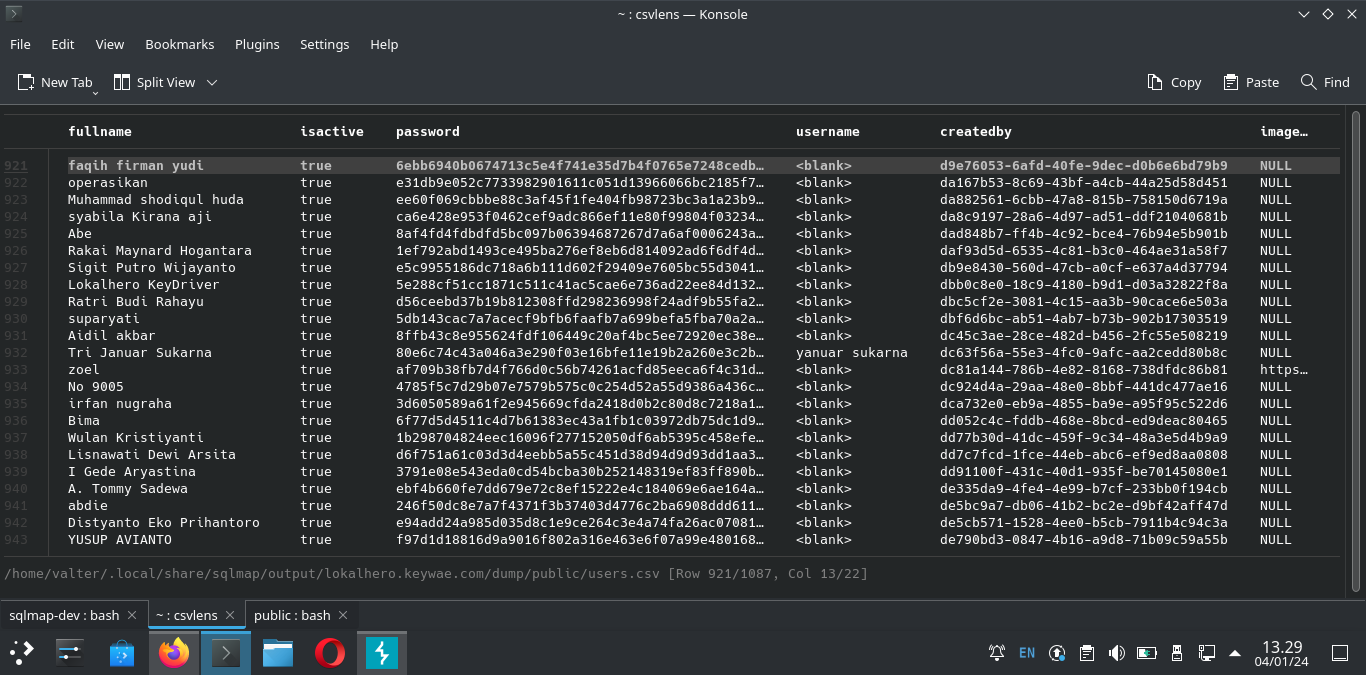 ~ : csvlens — Konsole
File Edit View Bookmarks Plugins Settings Help
New Tab Split View Copy Paste Find
fullname isactive password username createdby image…
921 faqih firman yudi true 6ebb6940b0674713c5e4f741e35d7b4f0765e7248cedb… <blank> d9e76053-6afd-40fe-9dec-d0b6e6bd79b9 NULL
922 operasikan true e31db9e052c7733982901611c051d13966066bc2185f7… <blank> da167b53-8c69-43bf-a4cb-44a25d58d451 NULL
923 Muhammad shodiqul huda true ee60f069cbbbe88c3af45f1fe404fb98723bc3a1a23b9… <blank> da882561-6cbb-47a8-815b-758150d6719a NULL
924 syabila Kirana aji true ca6e428e953f0462cef9adc866ef11e80f99804f03234… <blank> da8c9197-28a6-4d97-ad51-ddf21040681b NULL
925 Abe true 8af4fd4fdbdfd5bc097b06394687267d7a6af0006243a… <blank> dad848b7-ff4b-4c92-bce4-76b94e5b901b NULL
926 Rakai Maynard Hogantara true 1ef792abd1493ce495ba276ef8eb6d814092ad6f6df4d… <blank> daf93d5d-6535-4c81-b3c0-464ae31a58f7 NULL
927 Sigit Putro Wijayanto true e5c9955186dc718a6b111d602f29409e7605bc55d3041… <blank> db9e8430-560d-47cb-a0cf-e637a4d37794 NULL
928 Lokalhero KeyDriver true 5e288cf51cc1871c511c41ac5cae6e736ad22ee84d132… <blank> dbb0c8e0-18c9-4180-b9d1-d03a32822f8a NULL
929 Ratri Budi Rahayu true d56ceebd37b19b812308ffd298236998f24adf9b55fa2… <blank> dbc5cf2e-3081-4c15-aa3b-90cace6e503a NULL
930 suparyati true 5db143cac7a7acecf9bfb6faafb7a699befa5fba70a2a… <blank> dbf6d6bc-ab51-4ab7-b73b-902b17303519 NULL
931 Aidil akbar true 8ffb43c8e955624fdf106449c20af4bc5ee72920ec38e… <blank> dc45c3ae-28ce-482d-b456-2fc55e508219 NULL
932 Tri Januar Sukarna true 80e6c74c43a046a3e290f03e16bfe11e19b2a260e3c2b… yanuar sukarna dc63f56a-55e3-4fc0-9afc-aa2cedd80b8c NULL
933 zoel true af709b38fb7d4f766d0c56b74261acfd85eeca6f4c31d… <blank> dc81a144-786b-4e82-8168-738dfdc86b81 https…
934 No 9005 true 4785f5c7d29b07e7579b575c0c254d52a55d9386a436c… <blank> dc924d4a-29aa-48e0-8bbf-441dc477ae16 NULL
935 irfan nugraha true 3d6050589a61f2e945669cfda2418d0b2c80d8c7218a1… <blank> dca732e0-eb9a-4855-ba9e-a95f95c522d6 NULL
936 Bima true 6f77d5d4511c4d7b61383ec43a1fb1c03972db75dc1d9… <blank> dd052c4c-fddb-468e-8bcd-ed9deac80465 NULL
937 Wulan Kristiyanti true 1b298704824eec16096f277152050df6ab5395c458efe… <blank> dd77b30d-41dc-459f-9c34-48a3e5d4b9a9 NULL
938 Lisnawati Dewi Arsita true d6f751a61c03d3d4eebb5a55c451d38d94d9d93dd1aa3… <blank> dd7c7fcd-1fce-44eb-abc6-ef9ed8aa0808 NULL
939 I Gede Aryastina true 3791e08e543eda0cd54bcba30b252148319ef83ff890b… <blank> dd91100f-431c-40d1-935f-be70145080e1 NULL
940 A. Tommy Sadewa true ebf4b660fe7dd679e72c8ef15222e4c184069e6ae164a… <blank> de335da9-4fe4-4e99-b7cf-233bb0f194cb NULL
941 abdie true 246f50dc8e7a7f4371f3b37403d4776c2ba6908ddd611… <blank> de5bc9a7-db06-41b2-bc2e-d9bf42aff47d NULL
942 Distyanto Eko Prihantoro true e94add24a985d035d8c1e9ce264c3e4a74fa26ac07081… <blank> de5cb571-1528-4ee0-b5cb-7911b4c94c3a NULL
943 YUSUP AVIANTO true f97d1d18816d9a9016f802a316e463e6f07a99e480168… <blank> de790bd3-0847-4b16-a9d8-71b09c59a55b NULL
/home/valter/.local/share/sqlmap/output/lokalhero.keywae.com/dump/public/users.csv [Row 921/1087, Col 13/22]
sqlmap-dev : bash ~ : csvlens public : bash
EN 13.29
04/01/24